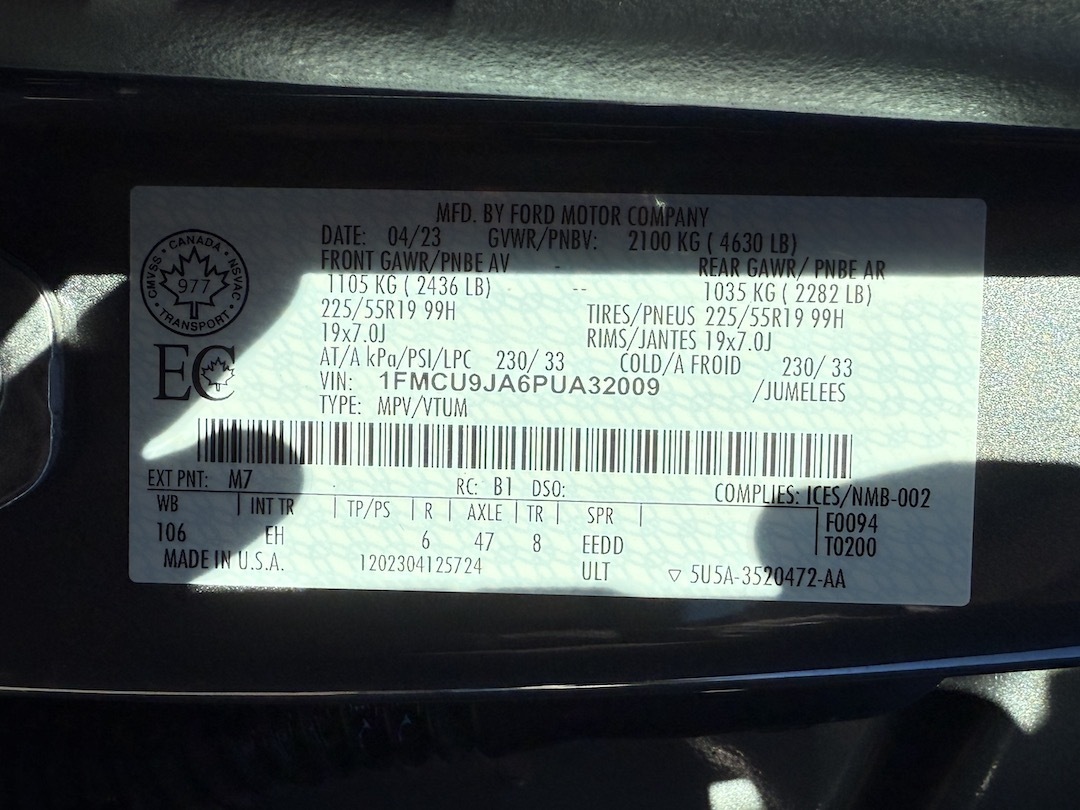 MFD. BY FORD MOTOR COMPANY
DATE: 04/23 GVWR/PNBV: 2100 KG ( 4630 LB)
FRONT GAWR/PNBE AV - REAR GAWR/ PNBE AR
1105 KG ( 2436 LB) -- 1035 KG ( 2282 LB)
225/55R19 99H TIRES/PNEUS 225/55R19 99H
19x7.0J RIMS/JANTES 19x7.0J
AT/A kPa/PSI/LPC 230/ 33 COLD/A FROID 230/ 33
VIN: 1FMCU9JA6PUA32009 /JUMELEES
TYPE: MPV/VTUM
CANADA
CMVSS NSVAC
977
TRANSPORT
EC
EXT PNT: M7 RC: B1 DSO: COMPLIES: ICES/NMB-002
WB | INT TR | TP/PS | R | AXLE | TR | SPR | F0094
106 EH 6 47 8 EEDD T0200
MADE IN U.S.A. 1202304125724 ULT ▽ 5U5A-3520472-AA